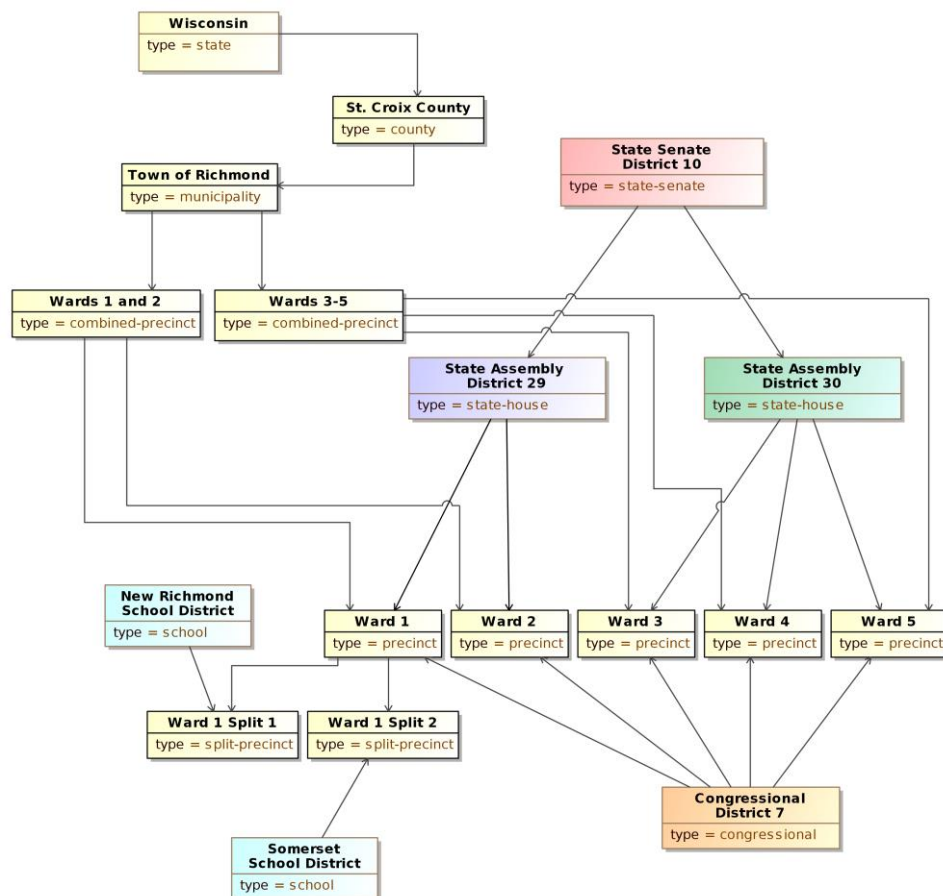 Wisconsin
type = state
St. Croix County
type = county
State Senate
District 10
type = state-senate
Town of Richmond
type = municipality
Wards 1 and 2
type = combined-precinct
Wards 3-5
type = combined-precinct
State Assembly
District 29
type = state-house
State Assembly
District 30
type = state-house
New Richmond
School District
type = school
Ward 1
type = precinct
Ward 2
type = precinct
Ward 3
type = precinct
Ward 4
type = precinct
Ward 5
type = precinct
Ward 1 Split 1
type = split-precinct
Ward 1 Split 2
type = split-precinct
Congressional
District 7
type = congressional
Somerset
School District
type = school